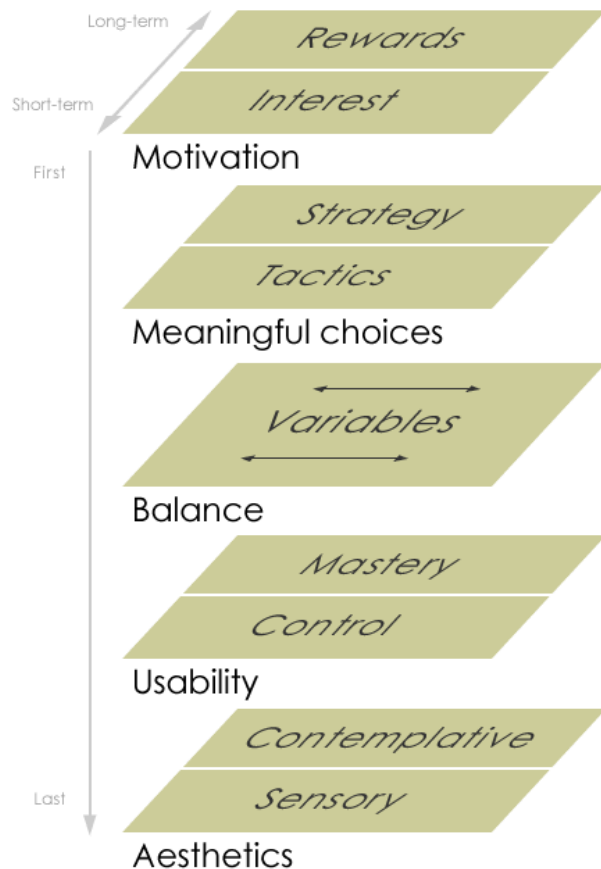 Long-term
Rewards
Short-term
Interest
Motivation
First
Strategy
Tactics
Meaningful choices
Variables
Balance
Mastery
Control
Usability
Contemplative
Last
Sensory
Aesthetics